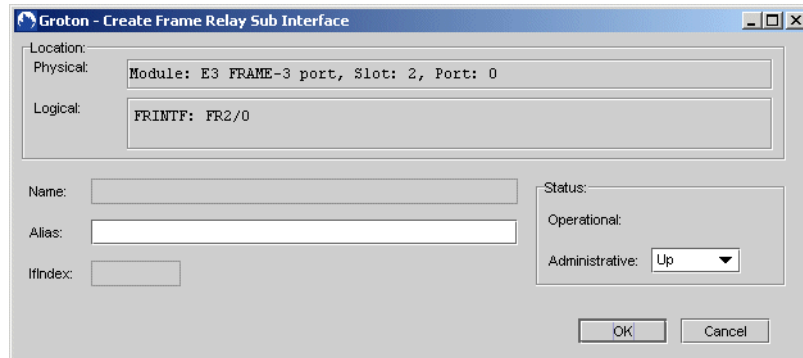 Groton - Create Frame Relay Sub Interface
Location:
Physical:
Module: E3 FRAME-3 port, Slot: 2, Port: 0
Logical:
FRINTF: FR2/0
Name:
Status:
Operational:
Alias:
Administrative: Up
IfIndex:
OK Cancel